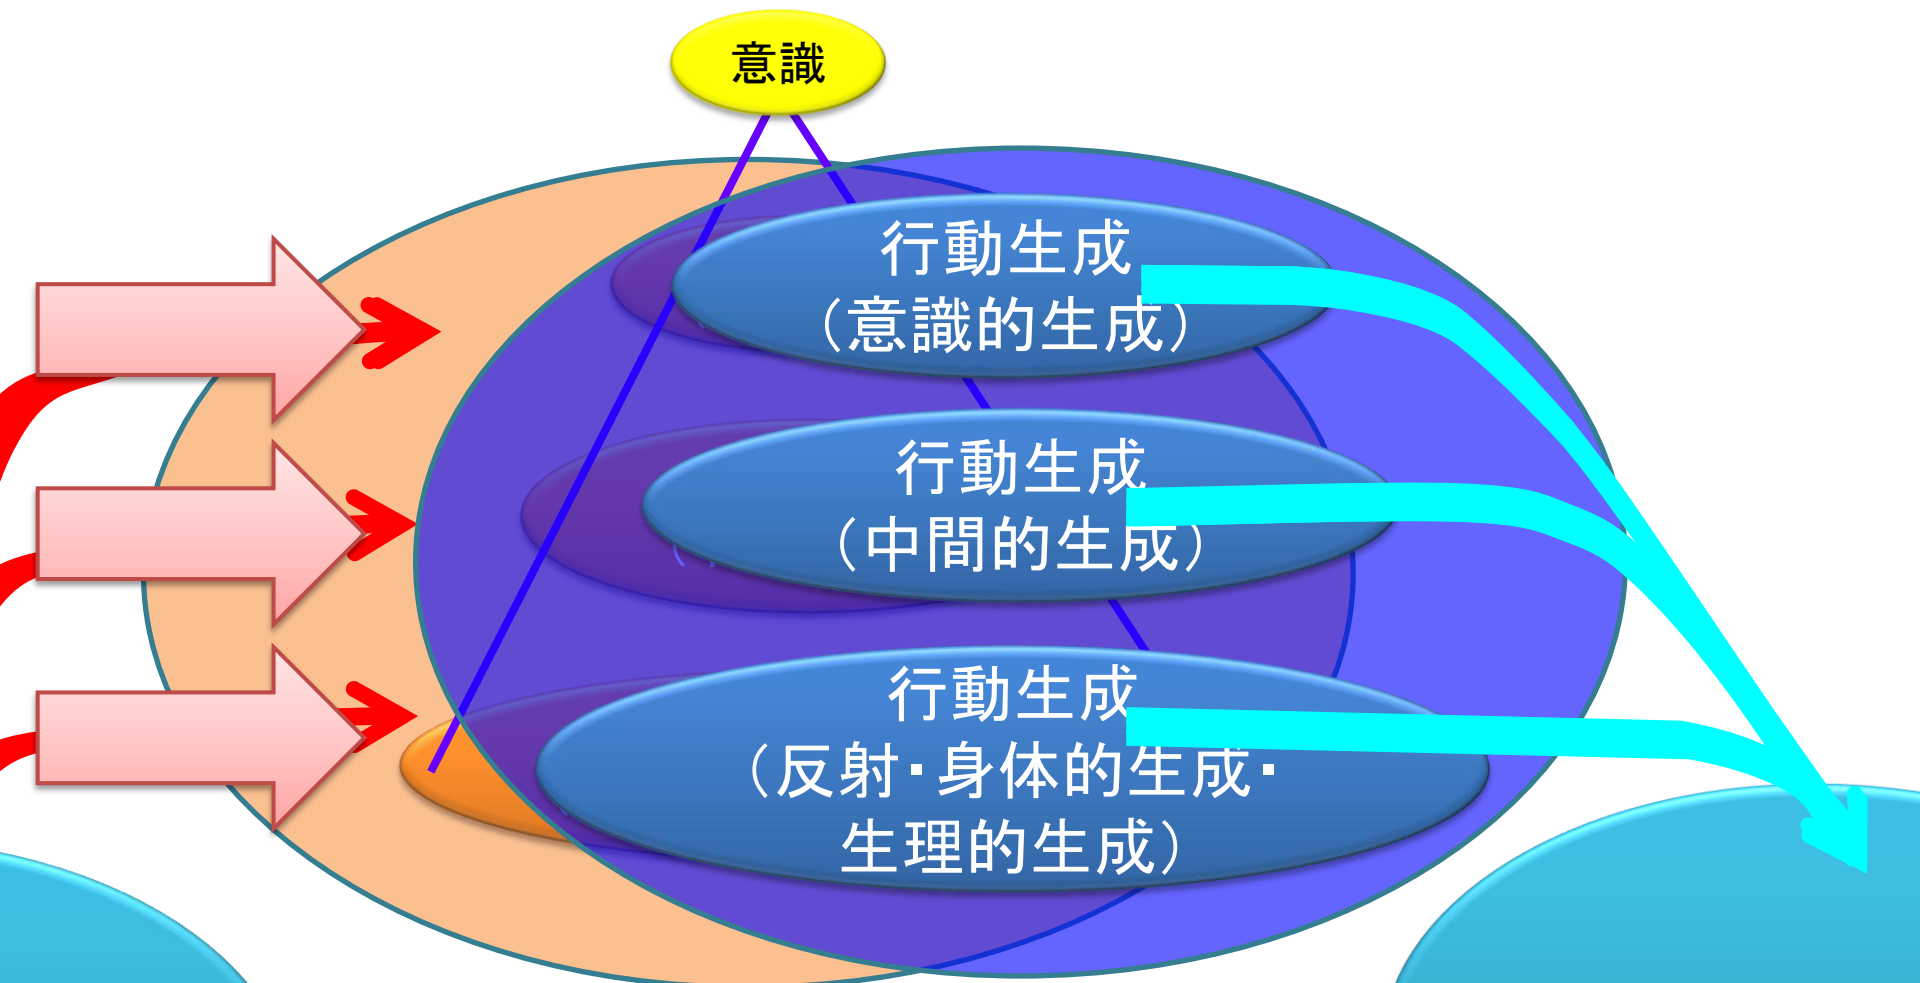 意識
行動生成
（意識的生成）
行動生成
（中間的生成）
行動生成
（反射・身体的生成・
生理的生成）